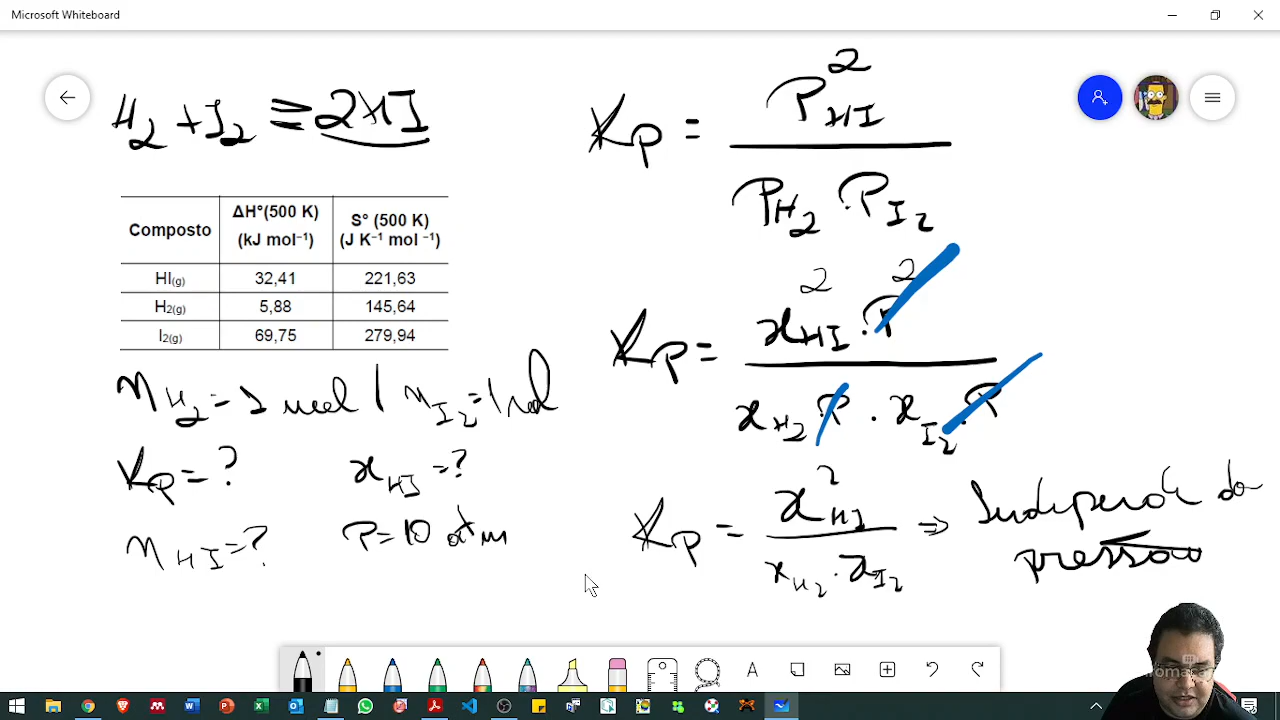 Microsoft Whiteboard
H2 + I2 ⇌ 2HI
Composto ΔH°(500 K) (kJ mol⁻¹) S° (500 K) (J K⁻¹ mol ⁻¹)
HI(g) 32,41 221,63
H2(g) 5,88 145,64
I2(g) 69,75 279,94
nH2 = 1 mol / nI2 = 1 mol
KP = ? xHI = ?
nHI = ? P = 10 atm
KP = P²HI / PH2 . PI2
KP = x²HI . P² / xH2 P . xI2 . P
KP = x²HI / xH2 . xI2 ⇒ Independe da
pressão